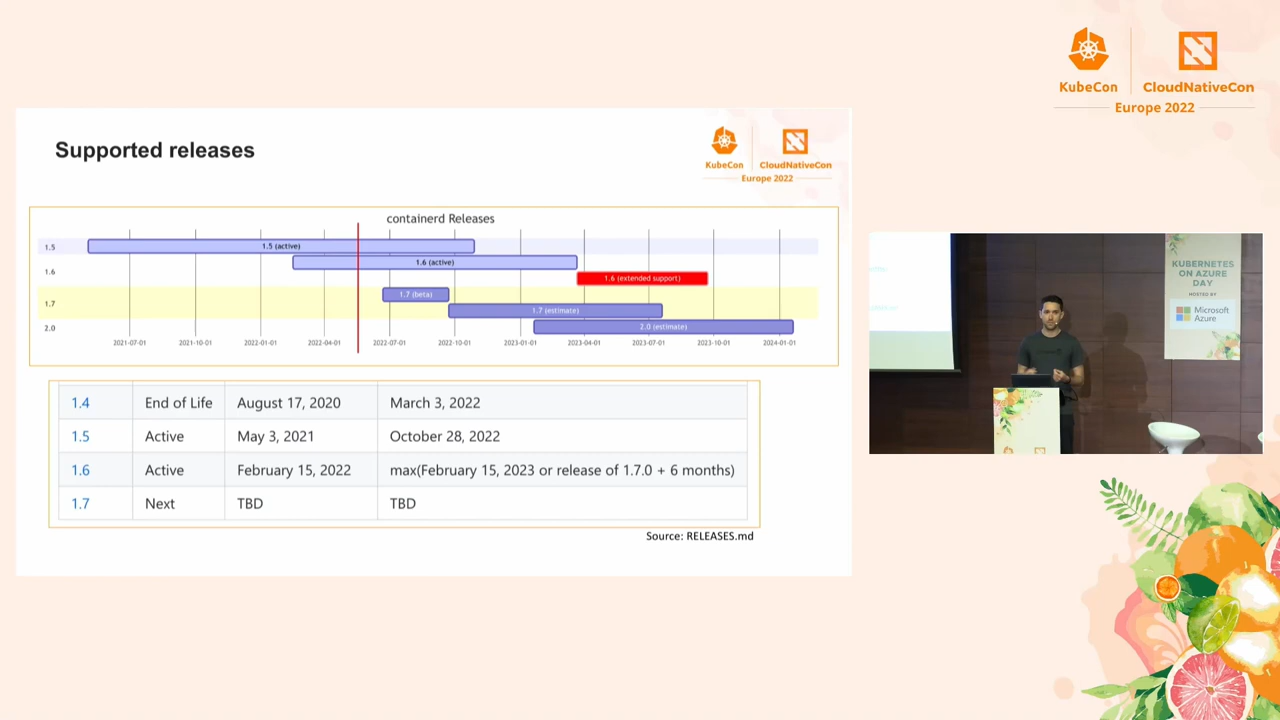 KubeCon
CloudNativeCon
Europe 2022
Supported releases
KubeCon
CloudNativeCon
Europe 2022
containerd Releases
1.5
1.5 (active)
1.6 (active)
1.6
1.6 (extended support)
1.7 (beta)
1.7
1.7 (estimate)
2.0
2.0 (estimate)
2021-07-01 2021-10-01 2022-01-01 2022-04-01 2022-07-01 2022-10-01 2023-01-01 2023-04-01 2023-07-01 2023-10-01 2024-01-01
1.4 End of Life August 17, 2020 March 3, 2022
1.5 Active May 3, 2021 October 28, 2022
1.6 Active February 15, 2022 max(February 15, 2023 or release of 1.7.0 + 6 months)
1.7 Next TBD TBD
Source: RELEASES.md
KUBERNETES
ON AZURE
DAY
HOSTED BY
Microsoft
Azure